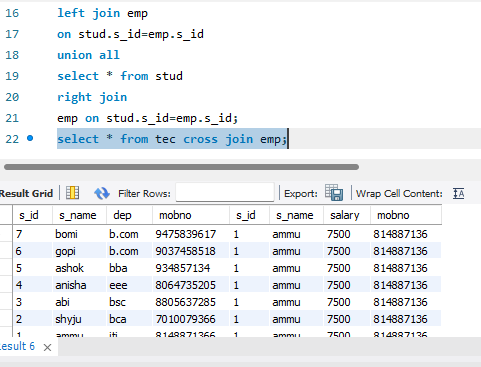 16 left join emp
17 on stud.s_id=emp.s_id
18 union all
19 select * from stud
20 right join
21 emp on stud.s_id=emp.s_id;
22 select * from tec cross join emp;
Result Grid Filter Rows: Export: Wrap Cell Content:
s_id s_name dep mobno s_id s_name salary mobno
7 bomi b.com 9475839617 1 ammu 7500 814887136
6 gopi b.com 9037458518 1 ammu 7500 814887136
5 ashok bba 934857134 1 ammu 7500 814887136
4 anisha eee 8064735205 1 ammu 7500 814887136
3 abi bsc 8805637285 1 ammu 7500 814887136
2 shyju bca 7010079366 1 ammu 7500 814887136
1 ammu iti 8148871366 1 ammu 7500 814887136
esult 6 ×